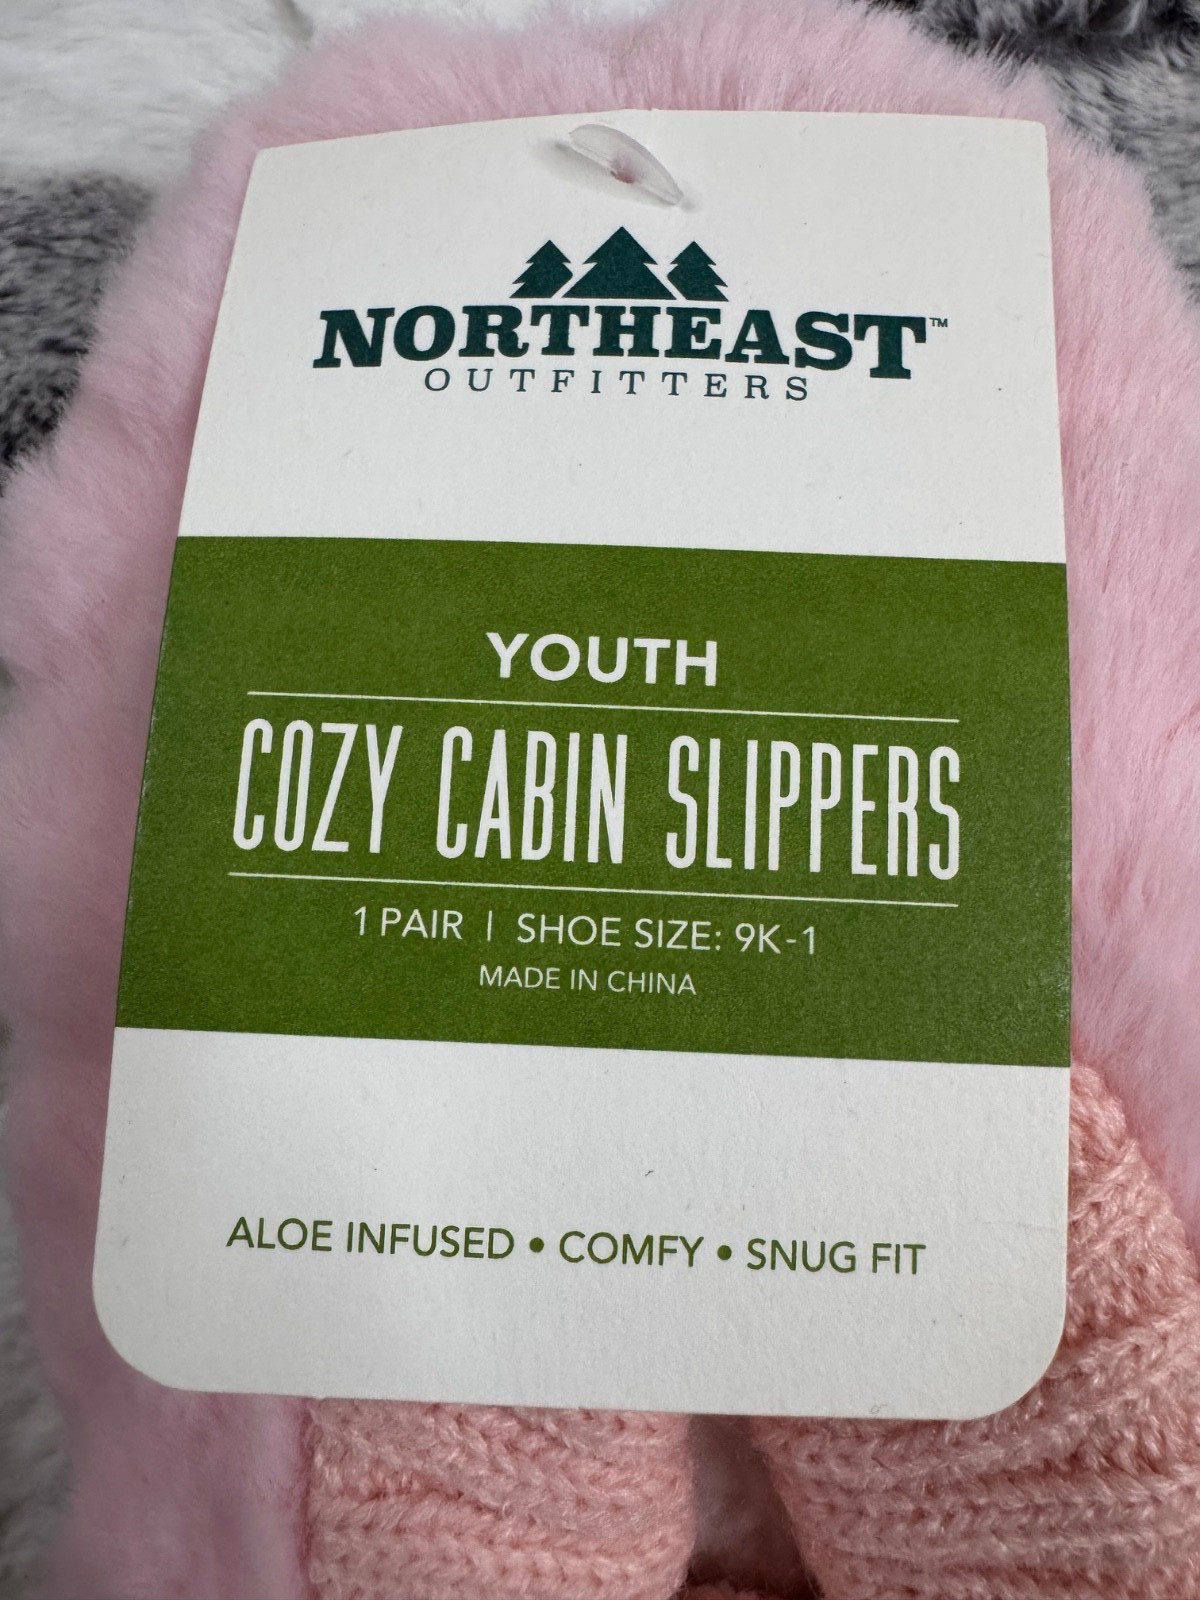 NORTHEAST™
OUTFITTERS
YOUTH
COZY CABIN SLIPPERS
1 PAIR | SHOE SIZE: 9K-1
MADE IN CHINA
ALOE INFUSED • COMFY • SNUG FIT